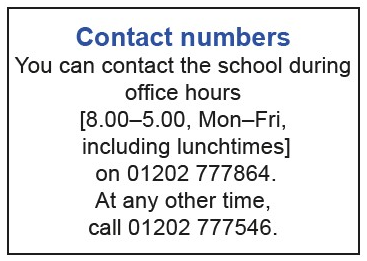 Contact numbers
You can contact the school during
office hours
[8.00–5.00, Mon–Fri,
including lunchtimes]
on 01202 777864.
At any other time,
call 01202 777546.